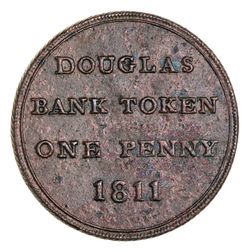 DOUGLAS
BANK TOKEN
ONE PENNY
1811